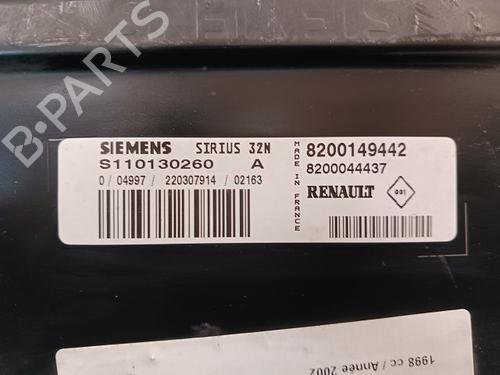 B-PARTS
SIEMENS SIRIUS 32N
S110130260 A
0 / 04997 / 220307914 / 02163
MADE IN FRANCE
8200149442
8200044437
RENAULT
001
1998 cc / Année 2002